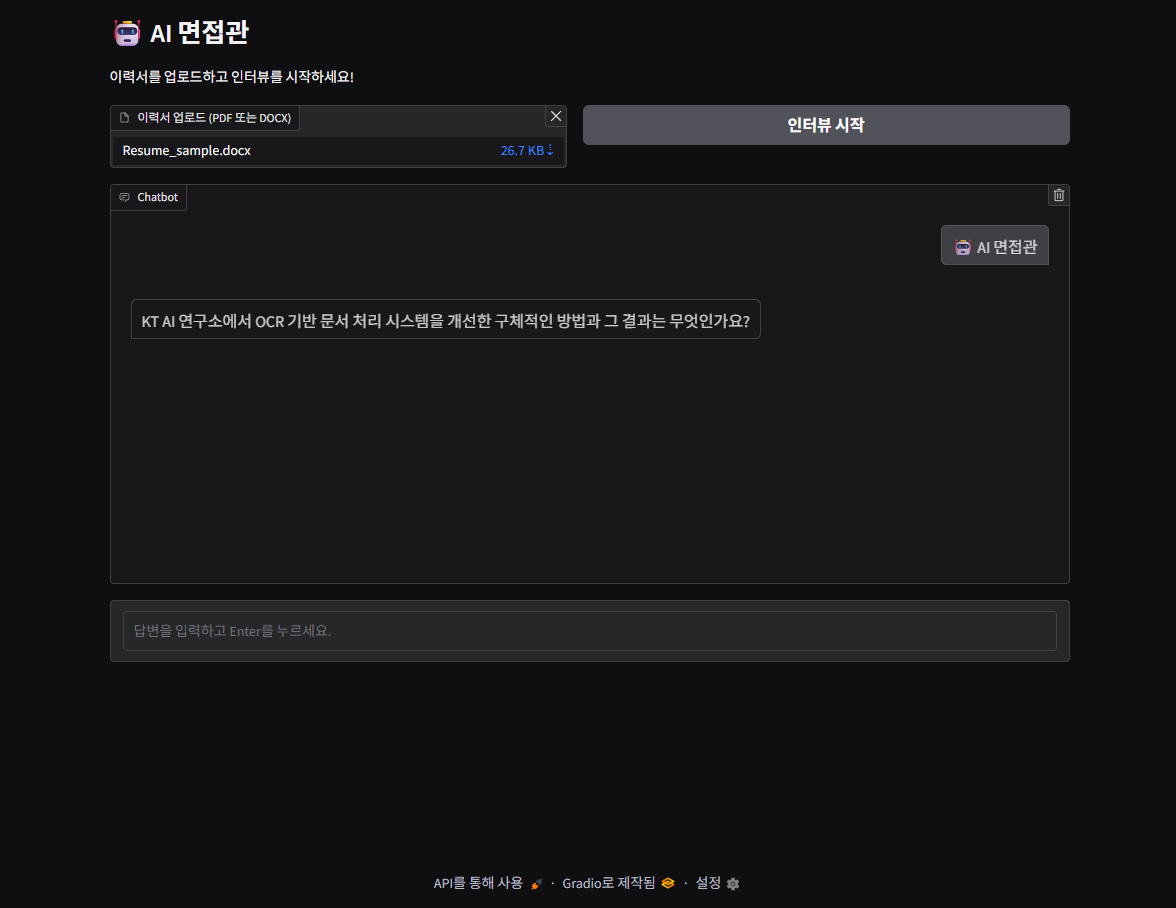 AI 면접관
이력서를 업로드하고 인터뷰를 시작하세요!
이력서 업로드 (PDF 또는 DOCX)
Resume_sample.docx 26.7 KB ⇣
인터뷰 시작
Chatbot
AI 면접관
KT AI 연구소에서 OCR 기반 문서 처리 시스템을 개선한 구체적인 방법과 그 결과는 무엇인가요?
답변을 입력하고 Enter를 누르세요.
API를 통해 사용 · Gradio로 제작됨 · 설정